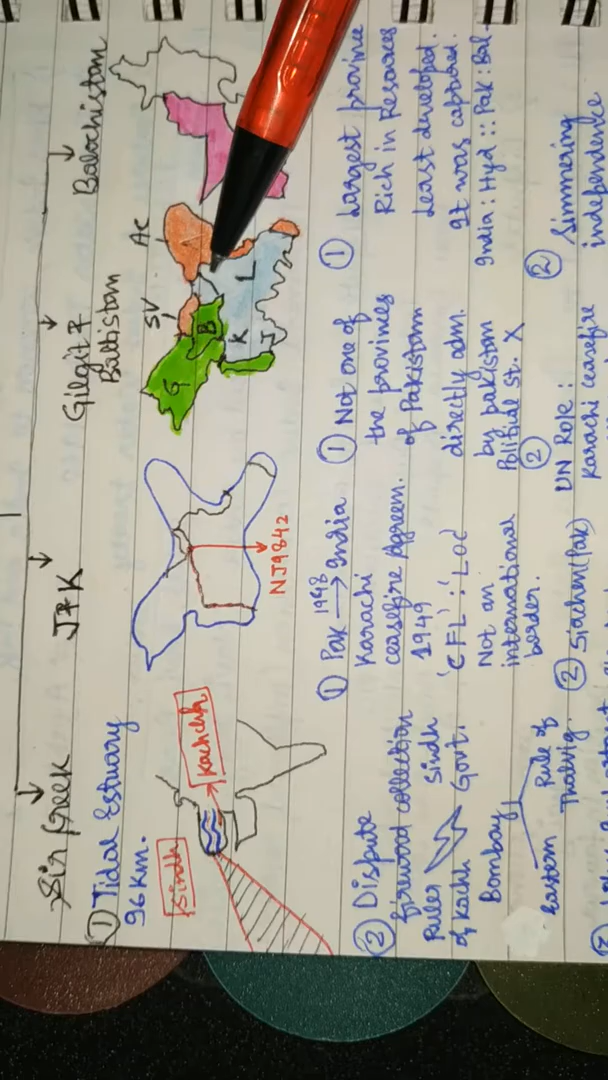 Sir Creek
① Tidal Estuary
96 Km.
Sindh
Kachchh
② Dispute
firewood collection
Ruler Sindh
of Kachh Govt.
Bombay
Eastern Rule of
Thalvig.
J & K
NJ9842
① Pak 1948 → India
Karachi
ceasefire Agreem.
1949
'CFL': 'LOC'
Not an
international
border.
② Siachin (Pak)
Gilgit &
Baltistan
SV
AC
G
B
K
L
J
① Not one of
the provinces
of Pakistan
directly adm.
by pakistan
Political st. X
②
UN Role:
Karachi ceasefire
Balochistan
① Largest province
Rich in Resources
Least developed.
It was captured.
India : Hyd :: Pak : Bal-
② Simmering
independence